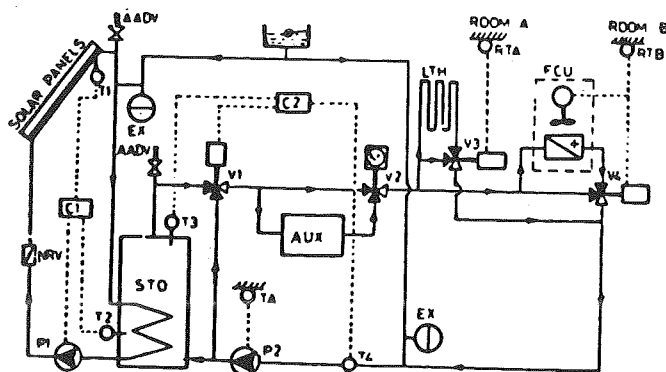 AADV
ROOM A
ROOM B
SOLAR PANELS
RTA
RTB
LTH
FCU
T1
EX
C2
AADV
V3
V1
V2
V4
C1
T3
AUX
NRV
STO
TA
T2
EX
P1
P2
T4